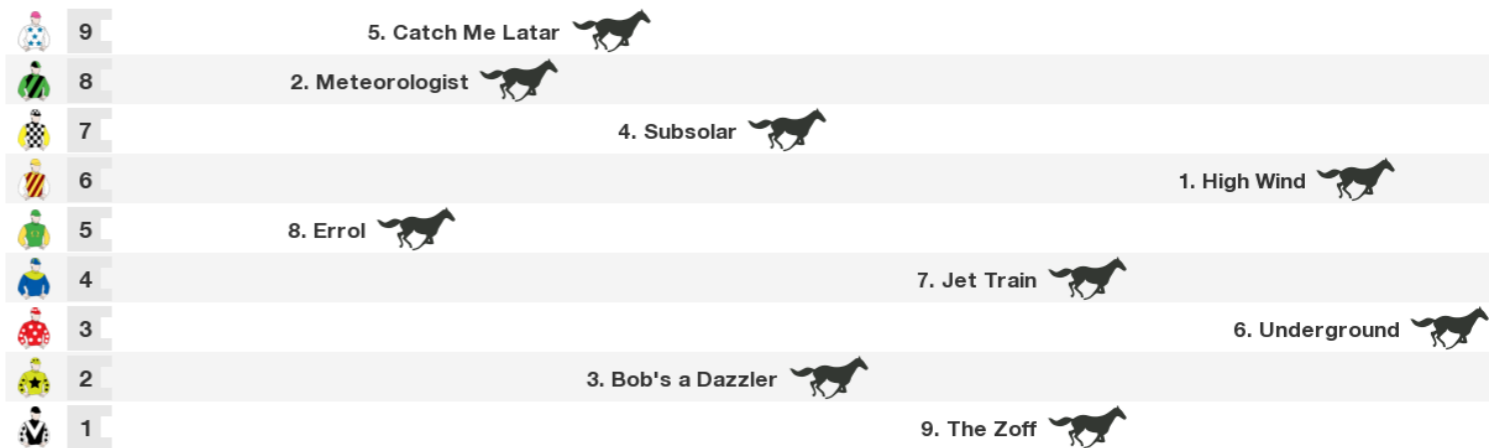 9 5. Catch Me Latar
8 2. Meteorologist
7 4. Subsolar
6 1. High Wind
5 8. Errol
4 7. Jet Train
3 6. Underground
2 3. Bob's a Dazzler
1 9. The Zoff